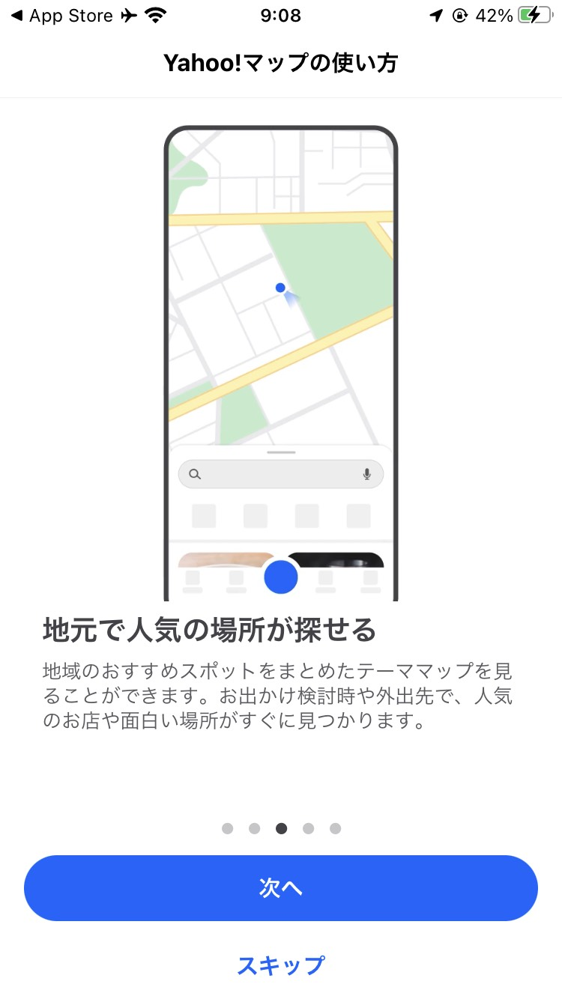 App Store
9:08
42%
Yahoo!マップの使い方
地元で人気の場所が探せる
地域のおすすめスポットをまとめたテーママップを見
ることができます。お出かけ検討時や外出先で、人気
のお店や面白い場所がすぐに見つかります。
次へ
スキップ